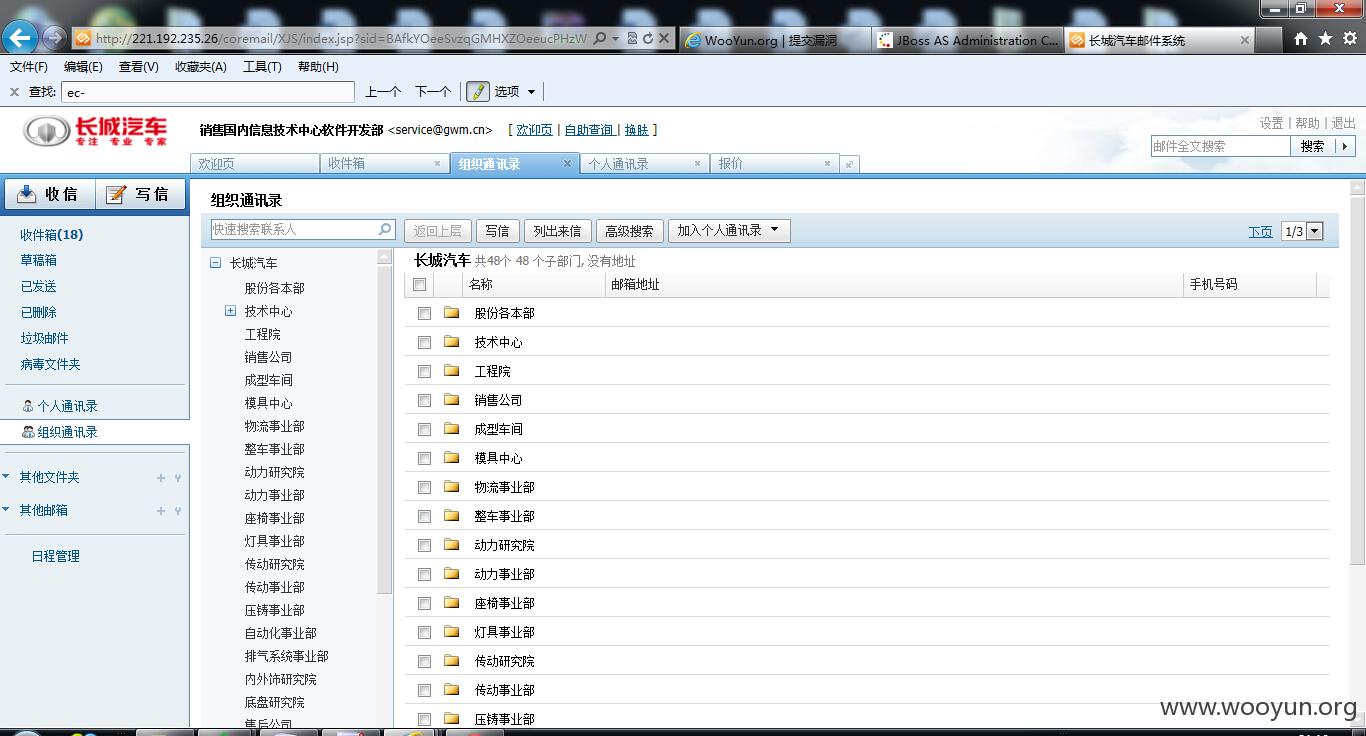 http://221.192.235.26/coremail/XJS/index.jsp?sid=BAfkYOeeSvzqGMHXZOeeucPHzW
WooYun.org | 提交漏洞
JBoss AS Administration C...
长城汽车邮件系统
文件(F) 编辑(E) 查看(V) 收藏夹(A) 工具(T) 帮助(H)
查找: ec- 上一个 下一个 选项
长城汽车
专注 专业 专家
销售国内信息技术中心软件开发部 <service@gwm.cn> [ 欢迎页 | 自助查询 | 换肤 ]
设置 | 帮助 | 退出
邮件全文搜索 搜索
欢迎页 收件箱 组织通讯录 个人通讯录 报价
收信 写信
收件箱(18)
草稿箱
已发送
已删除
垃圾邮件
病毒文件夹
个人通讯录
组织通讯录
其他文件夹
其他邮箱
日程管理
组织通讯录
快速搜索联系人 返回上层 写信 列出来信 高级搜索 加入个人通讯录 下页 1/3
长城汽车
股份各本部
技术中心
工程院
销售公司
成型车间
模具中心
物流事业部
整车事业部
动力研究院
动力事业部
座椅事业部
灯具事业部
传动研究院
传动事业部
压铸事业部
自动化事业部
排气系统事业部
内外饰研究院
底盘研究院
售后公司
长城汽车 共48个 48 个子部门, 没有地址
名称 邮箱地址 手机号码
股份各本部
技术中心
工程院
销售公司
成型车间
模具中心
物流事业部
整车事业部
动力研究院
动力事业部
座椅事业部
灯具事业部
传动研究院
传动事业部
压铸事业部
www.wooyun.org